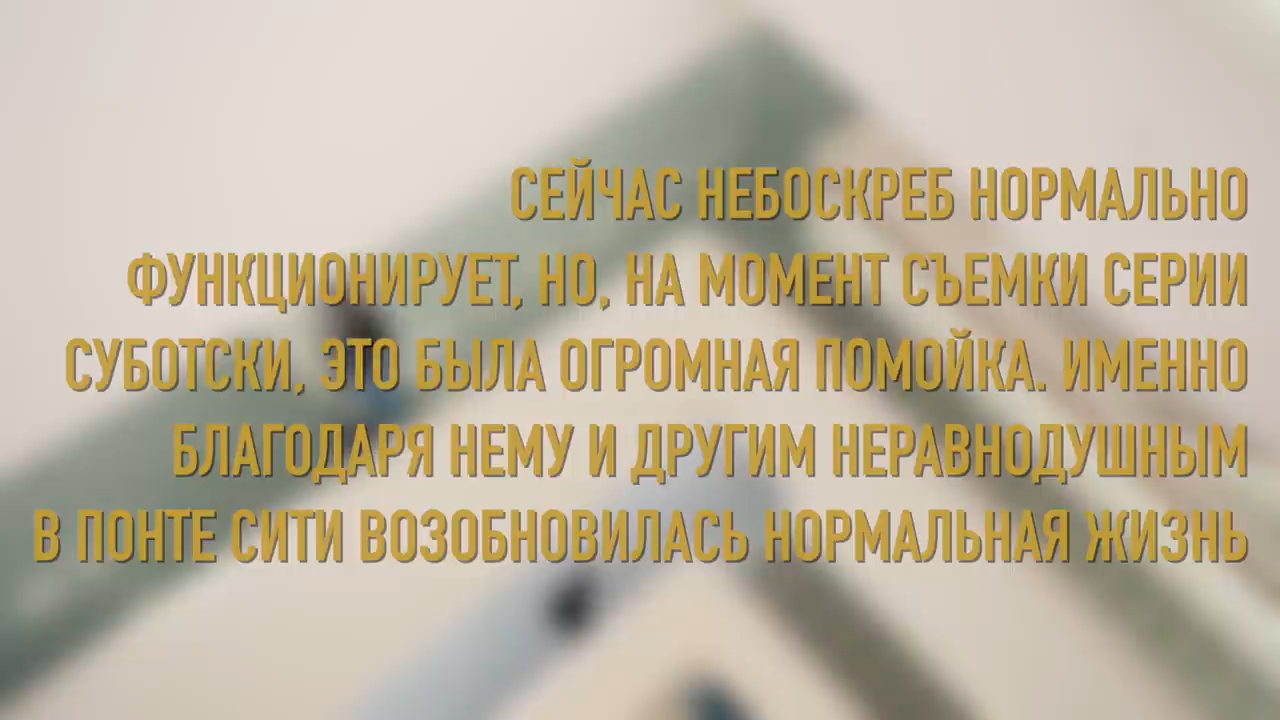 СЕЙЧАС НЕБОСКРЕБ НОРМАЛЬНО
ФУНКЦИОНИРУЕТ, НО, НА МОМЕНТ СЪЕМКИ СЕРИИ
СУБОТСКИ, ЭТО БЫЛА ОГРОМНАЯ ПОМОЙКА. ИМЕННО
БЛАГОДАРЯ НЕМУ И ДРУГИМ НЕРАВНОДУШНЫМ
В ПОНТЕ СИТИ ВОЗОБНОВИЛАСЬ НОРМАЛЬНАЯ ЖИЗНЬ